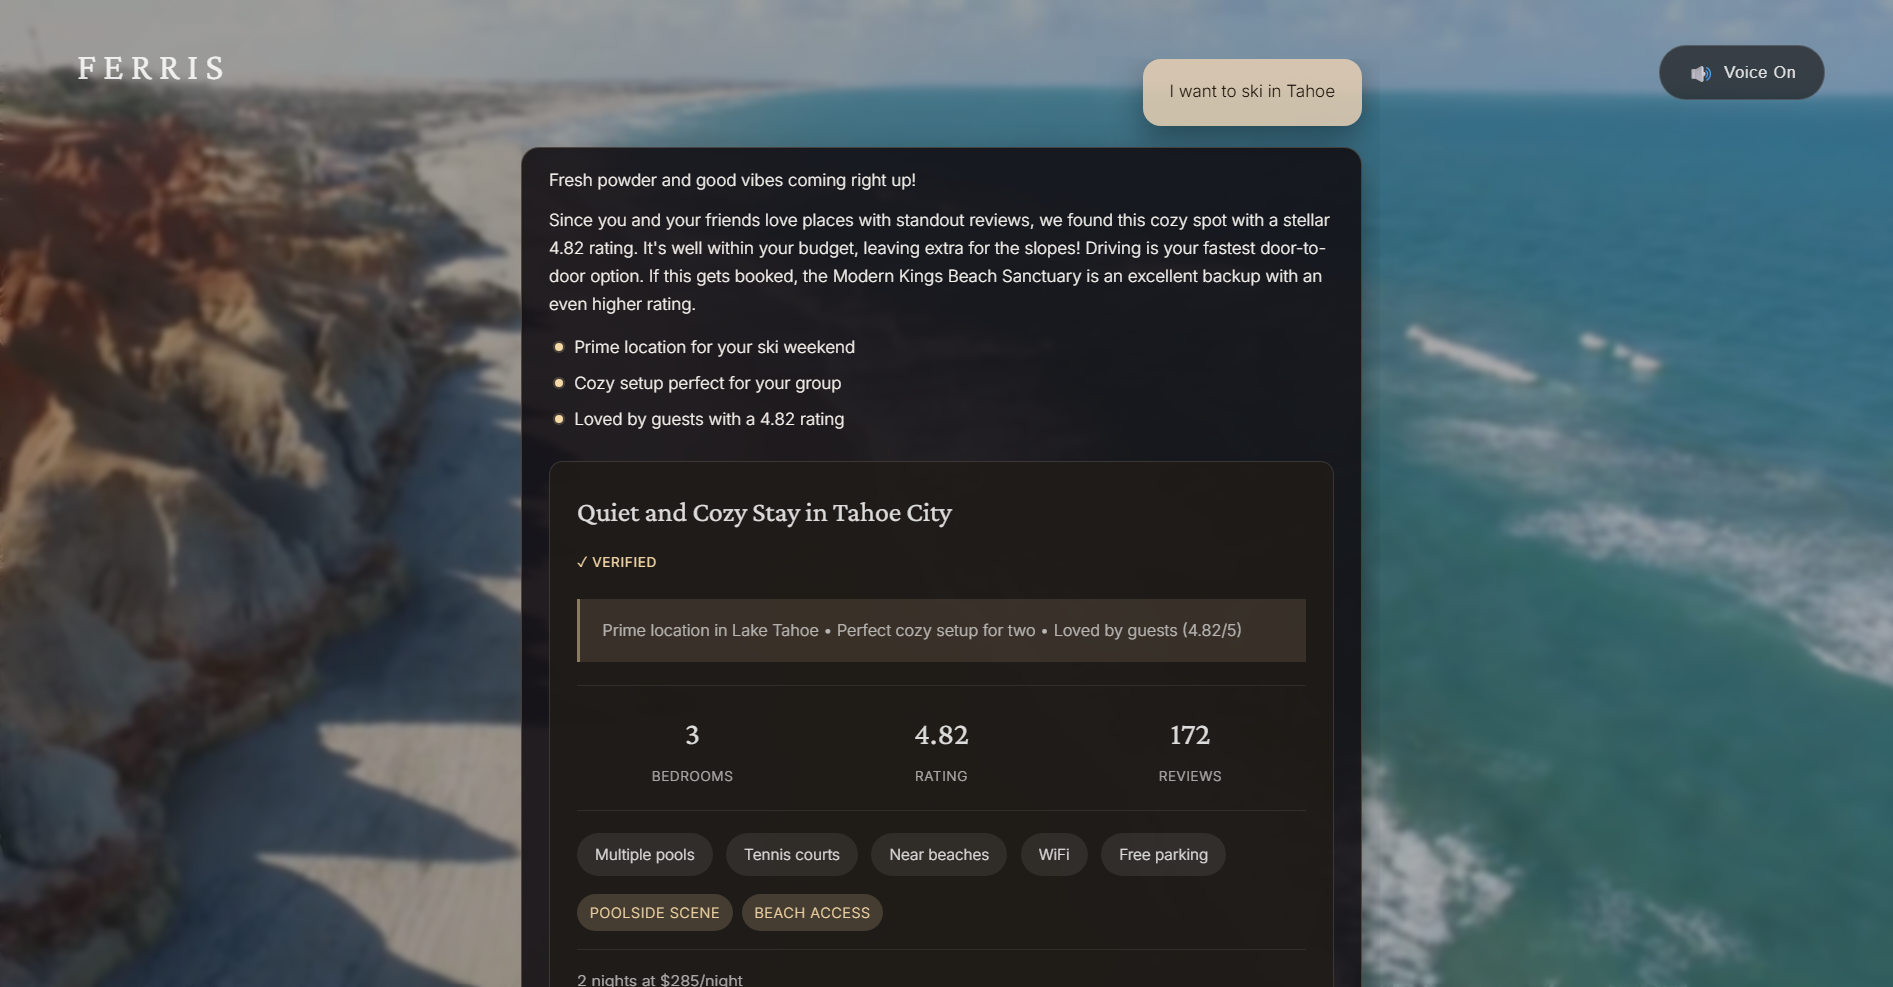 FERRIS
I want to ski in Tahoe
Voice On
Fresh powder and good vibes coming right up!
Since you and your friends love places with standout reviews, we found this cozy spot with a stellar
4.82 rating. It's well within your budget, leaving extra for the slopes! Driving is your fastest door-to-
door option. If this gets booked, the Modern Kings Beach Sanctuary is an excellent backup with an
even higher rating.
Prime location for your ski weekend
Cozy setup perfect for your group
Loved by guests with a 4.82 rating
Quiet and Cozy Stay in Tahoe City
✓ VERIFIED
Prime location in Lake Tahoe • Perfect cozy setup for two • Loved by guests (4.82/5)
3 4.82 172
BEDROOMS RATING REVIEWS
Multiple pools Tennis courts Near beaches WiFi Free parking
POOLSIDE SCENE BEACH ACCESS
2 nights at $285/night